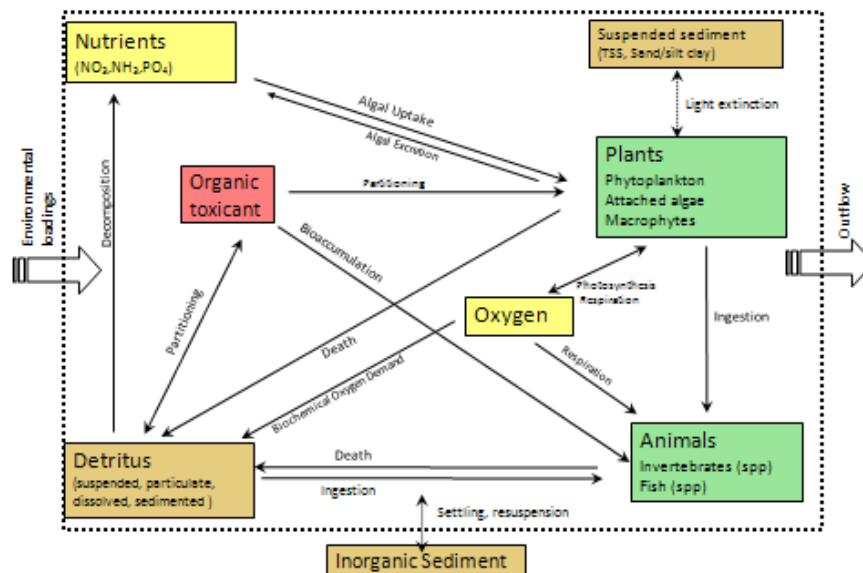 Nutrients
(NO₃,NH₃,PO₄)
Suspended sediment
(TSS, Sand/silt clay)
Algal Uptake
Algal Excretion
Light extinction
Plants
Phytoplankton
Attached algae
Macrophytes
Organic
toxicant
Partitioning
Environmental
loadings
Decomposition
Bioaccumulation
Outflow
Partitioning
Photosynthesis
Respiration
Oxygen
Ingestion
Death
Respiration
Biochemical Oxygen Demand
Detritus
(suspended, particulate,
dissolved, sedimented )
Death
Ingestion
Animals
Invertebrates (spp)
Fish (spp)
Settling, resuspension
Inorganic Sediment